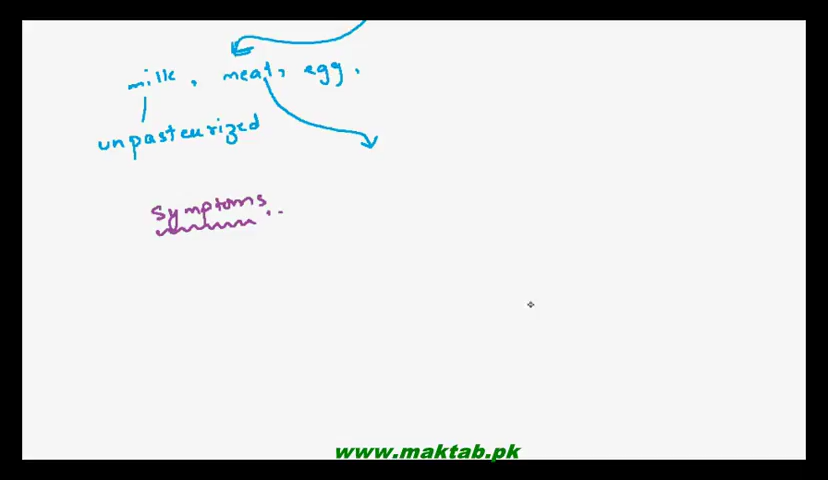 milk, meat, egg.
unpasteurized
Symptoms..
www.maktab.pk